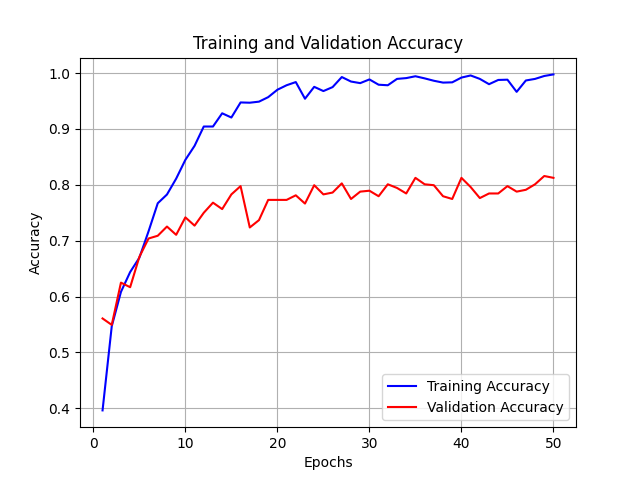 Training and Validation Accuracy
1.0
0.9
0.8
0.7
0.6
0.5
0.4
Accuracy
0 10 20 30 40 50
Epochs
Training Accuracy
Validation Accuracy